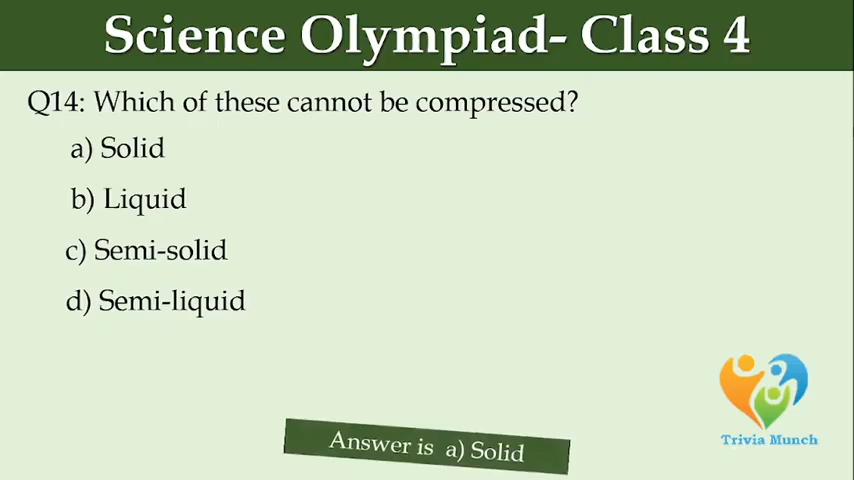 Science Olympiad- Class 4
Q14: Which of these cannot be compressed?
a) Solid
b) Liquid
c) Semi-solid
d) Semi-liquid
Answer is a) Solid
Trivia Munch